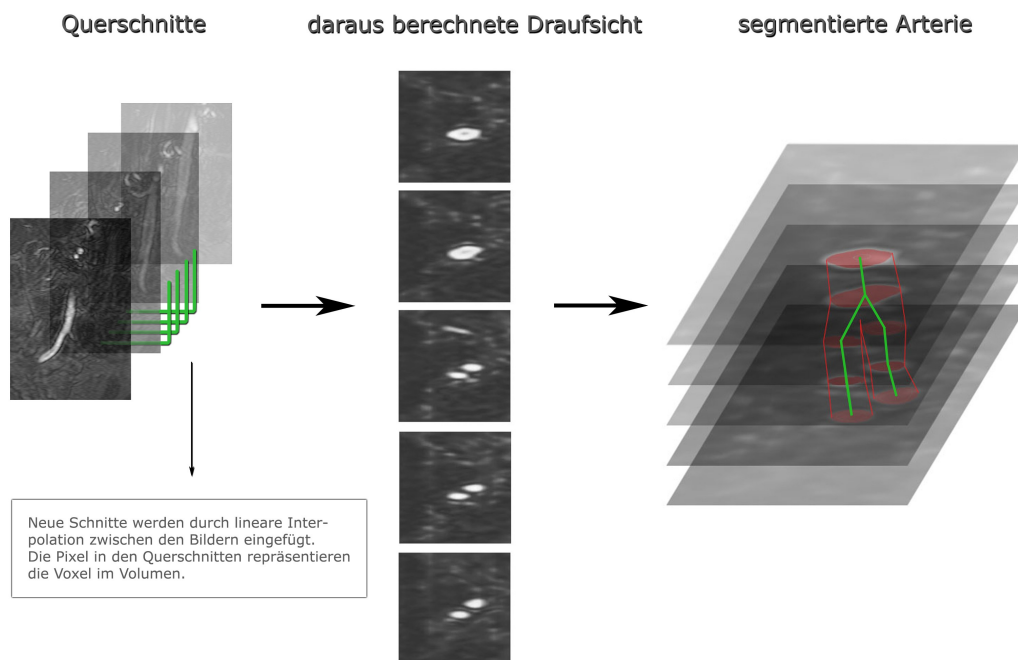 Querschnitte
daraus berechnete Draufsicht
segmentierte Arterie
Neue Schnitte werden durch lineare Inter-
polation zwischen den Bildern eingefügt.
Die Pixel in den Querschnitten repräsentieren
die Voxel im Volumen.